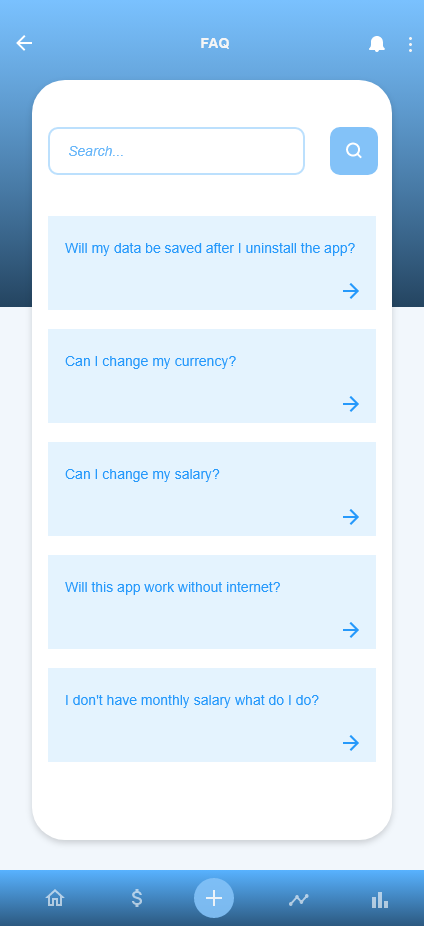 FAQ
Search...
Will my data be saved after I uninstall the app?
Can I change my currency?
Can I change my salary?
Will this app work without internet?
I don't have monthly salary what do I do?